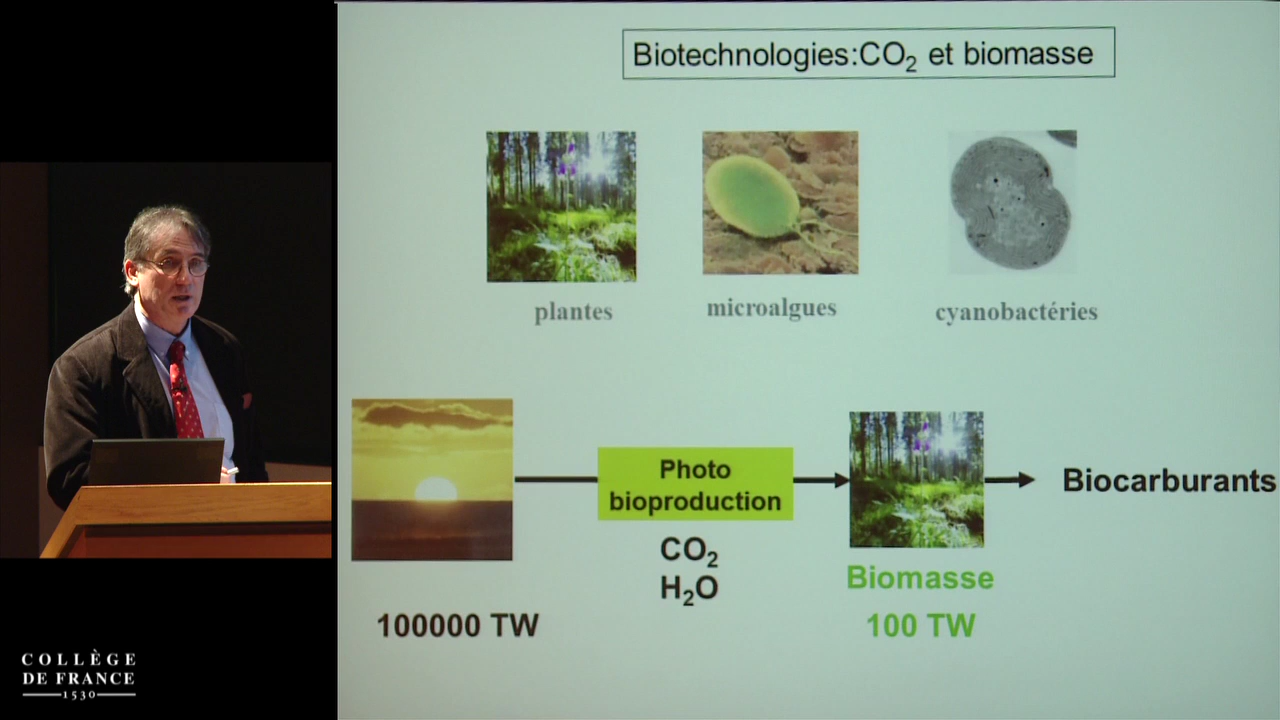 Biotechnologies:CO₂ et biomasse
plantes
microalgues
cyanobactéries
Photo
bioproduction
Biocarburants
CO₂
H₂O
Biomasse
100000 TW
100 TW
COLLÈGE
DE FRANCE
1530